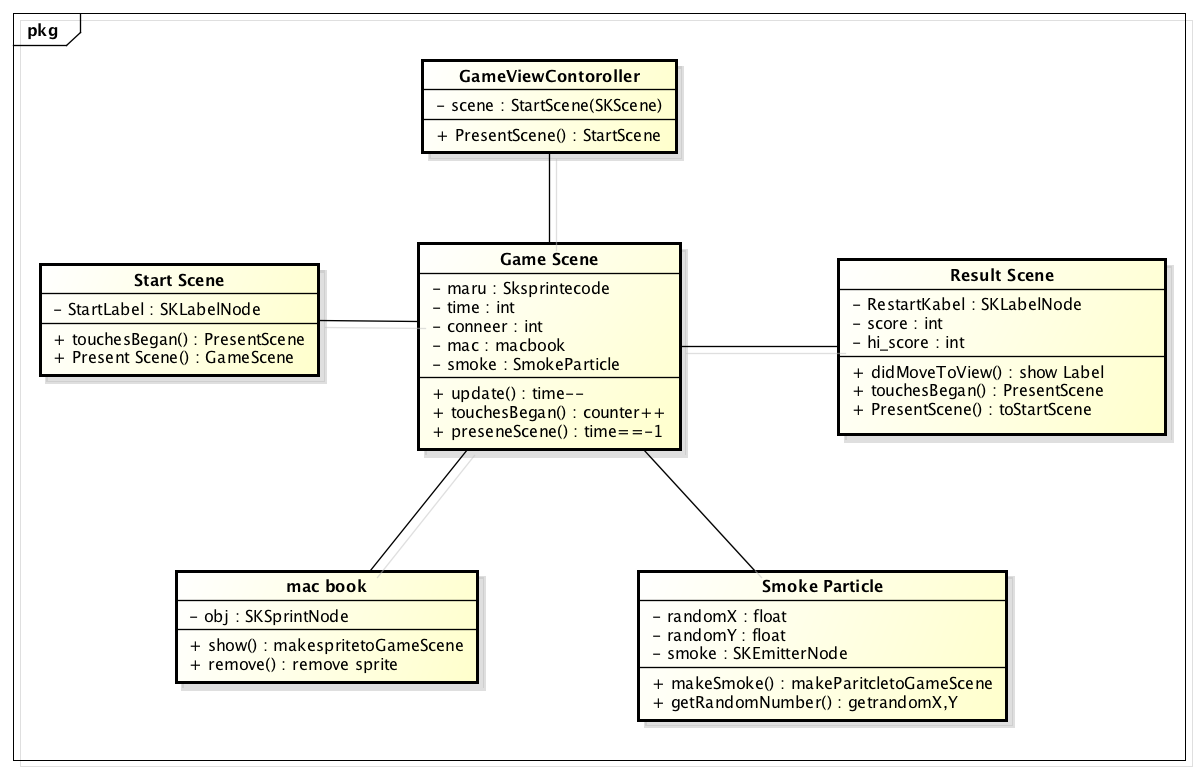 pkg
GameViewContoroller
– scene : StartScene(SKScene)
+ PresentScene() : StartScene
Start Scene
– StartLabel : SKLabelNode
+ touchesBegan() : PresentScene
+ Present Scene() : GameScene
Game Scene
– maru : Sksprintecode
– time : int
– conneer : int
– mac : macbook
– smoke : SmokeParticle
+ update() : time––
+ touchesBegan() : counter++
+ preseneScene() : time==–1
Result Scene
– RestartKabel : SKLabelNode
– score : int
– hi_score : int
+ didMoveToView() : show Label
+ touchesBegan() : PresentScene
+ PresentScene() : toStartScene
mac book
– obj : SKSprintNode
+ show() : makespritetoGameScene
+ remove() : remove sprite
Smoke Particle
– randomX : float
– randomY : float
– smoke : SKEmitterNode
+ makeSmoke() : makeParitcletoGameScene
+ getRandomNumber() : getrandomX,Y